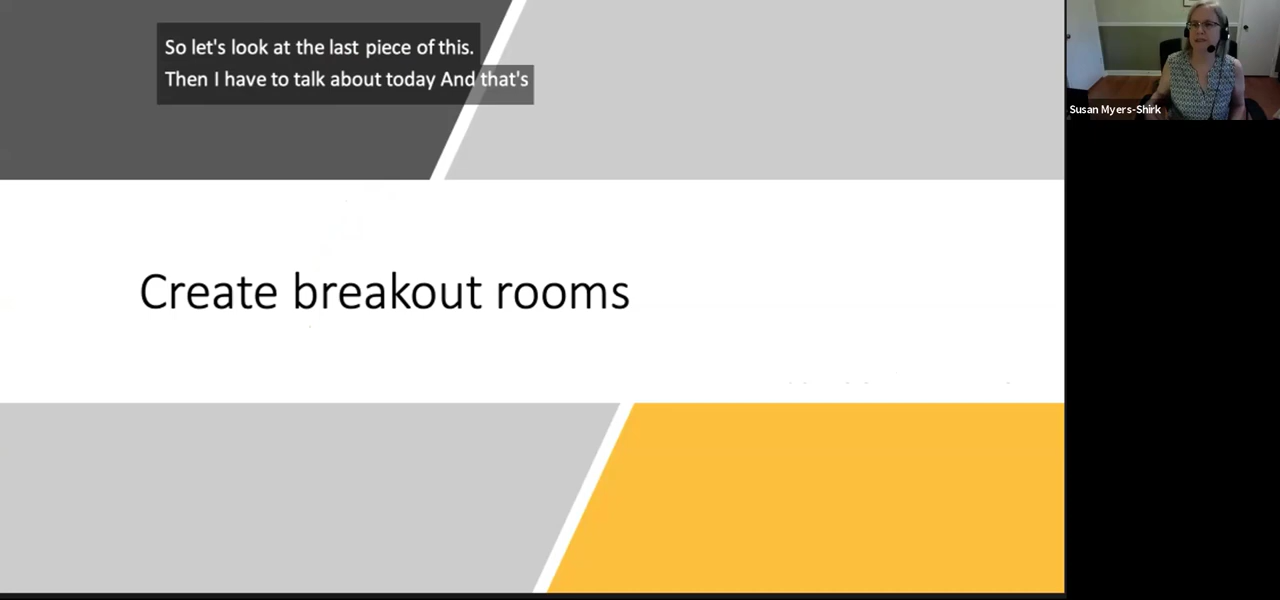 So let's look at the last piece of this.
Then I have to talk about today And that's
Susan Myers-Shirk
Create breakout rooms